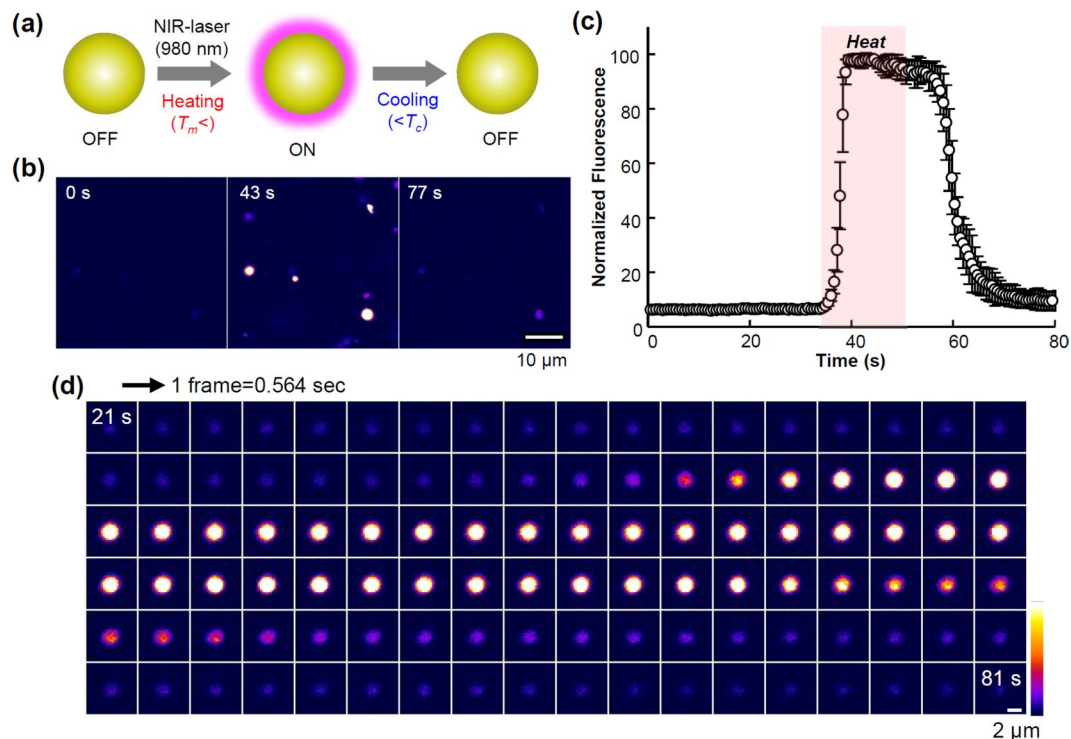 (a)
NIR-laser
(980 nm)
Heating
(Tm<)
OFF
ON
Cooling
(<Tc)
OFF
(b)
0 s
43 s
77 s
10 µm
(c)
Heat
Normalized Fluorescence
100
80
60
40
20
0
0 20 40 60 80
Time (s)
(d)
1 frame=0.564 sec
21 s
81 s
2 µm